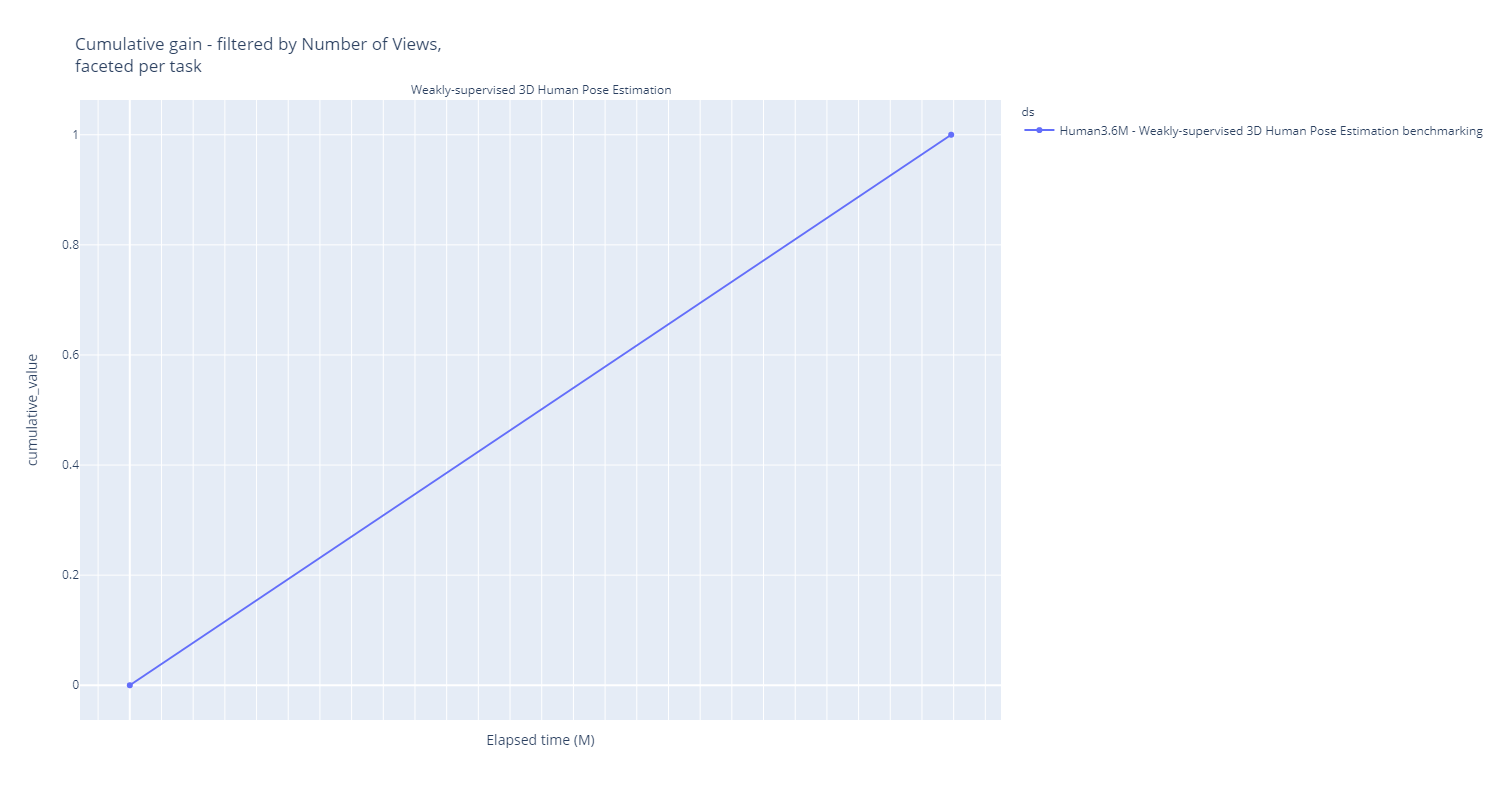 Cumulative gain - filtered by Number of Views,
faceted per task
Weakly-supervised 3D Human Pose Estimation
ds
Human3.6M - Weakly-supervised 3D Human Pose Estimation benchmarking
1
0.8
0.6
0.4
0.2
0
cumulative_value
Elapsed time (M)